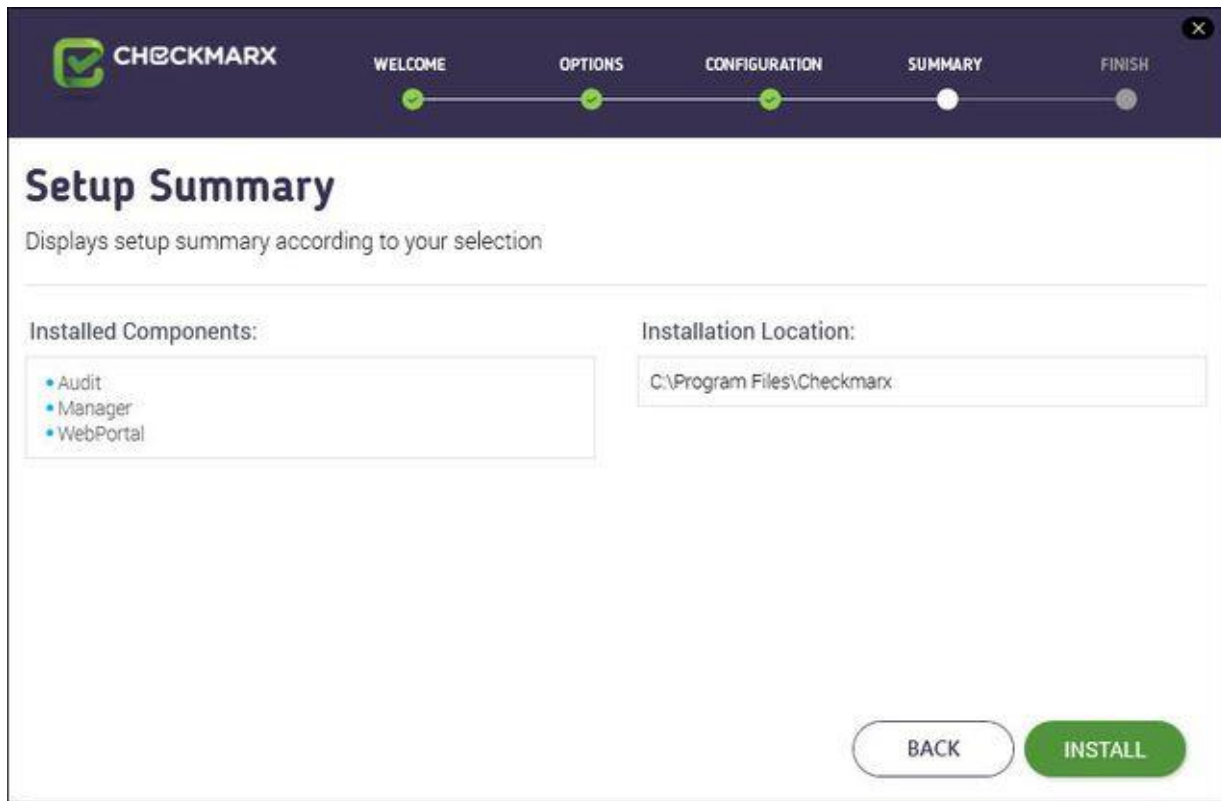 CHECKMARX
WELCOME
OPTIONS
CONFIGURATION
SUMMARY
FINISH
Setup Summary
Displays setup summary according to your selection
Installed Components:
• Audit
• Manager
• WebPortal
Installation Location:
C:\Program Files\Checkmarx
BACK
INSTALL